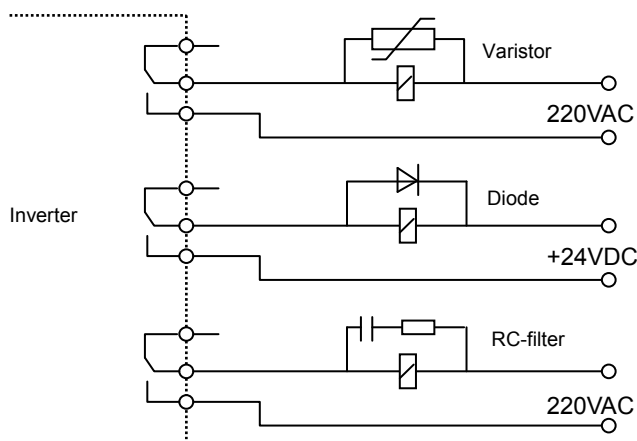 Varistor
220VAC
Diode
Inverter
+24VDC
RC-filter
220VAC